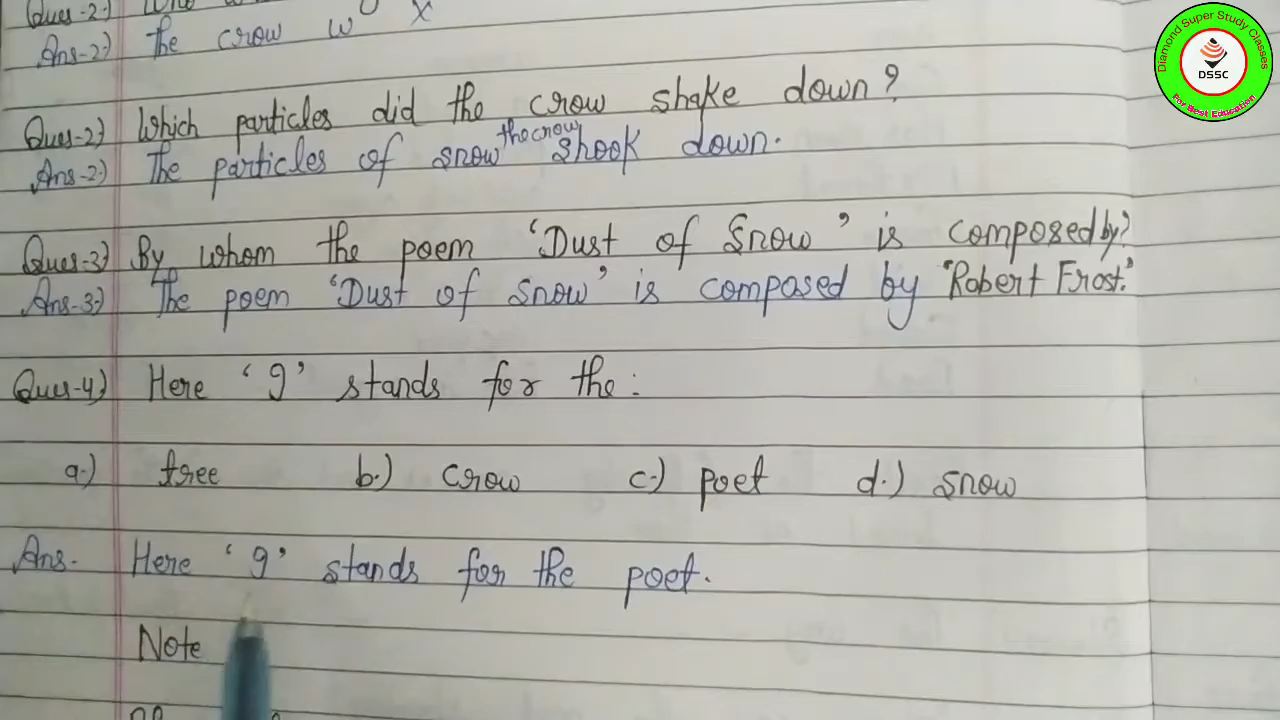 Ques-2.)
Ans-2.) The crow w x
Ques-2.) Which particles did the crow shake down?
the crow
Ans-2.) The particles of snow shook down.
Ques-3.) By whom the poem 'Dust of Snow' is composed by?
Ans-3.) The poem 'Dust of Snow' is composed by "Robert Frost."
Ques-4.) Here 'I' stands for the:
a.) tree b.) crow c.) poet d.) snow
Ans. Here 'I' stands for the poet.
Note
Diamond Super Study Classes
DSSC
For Best Education